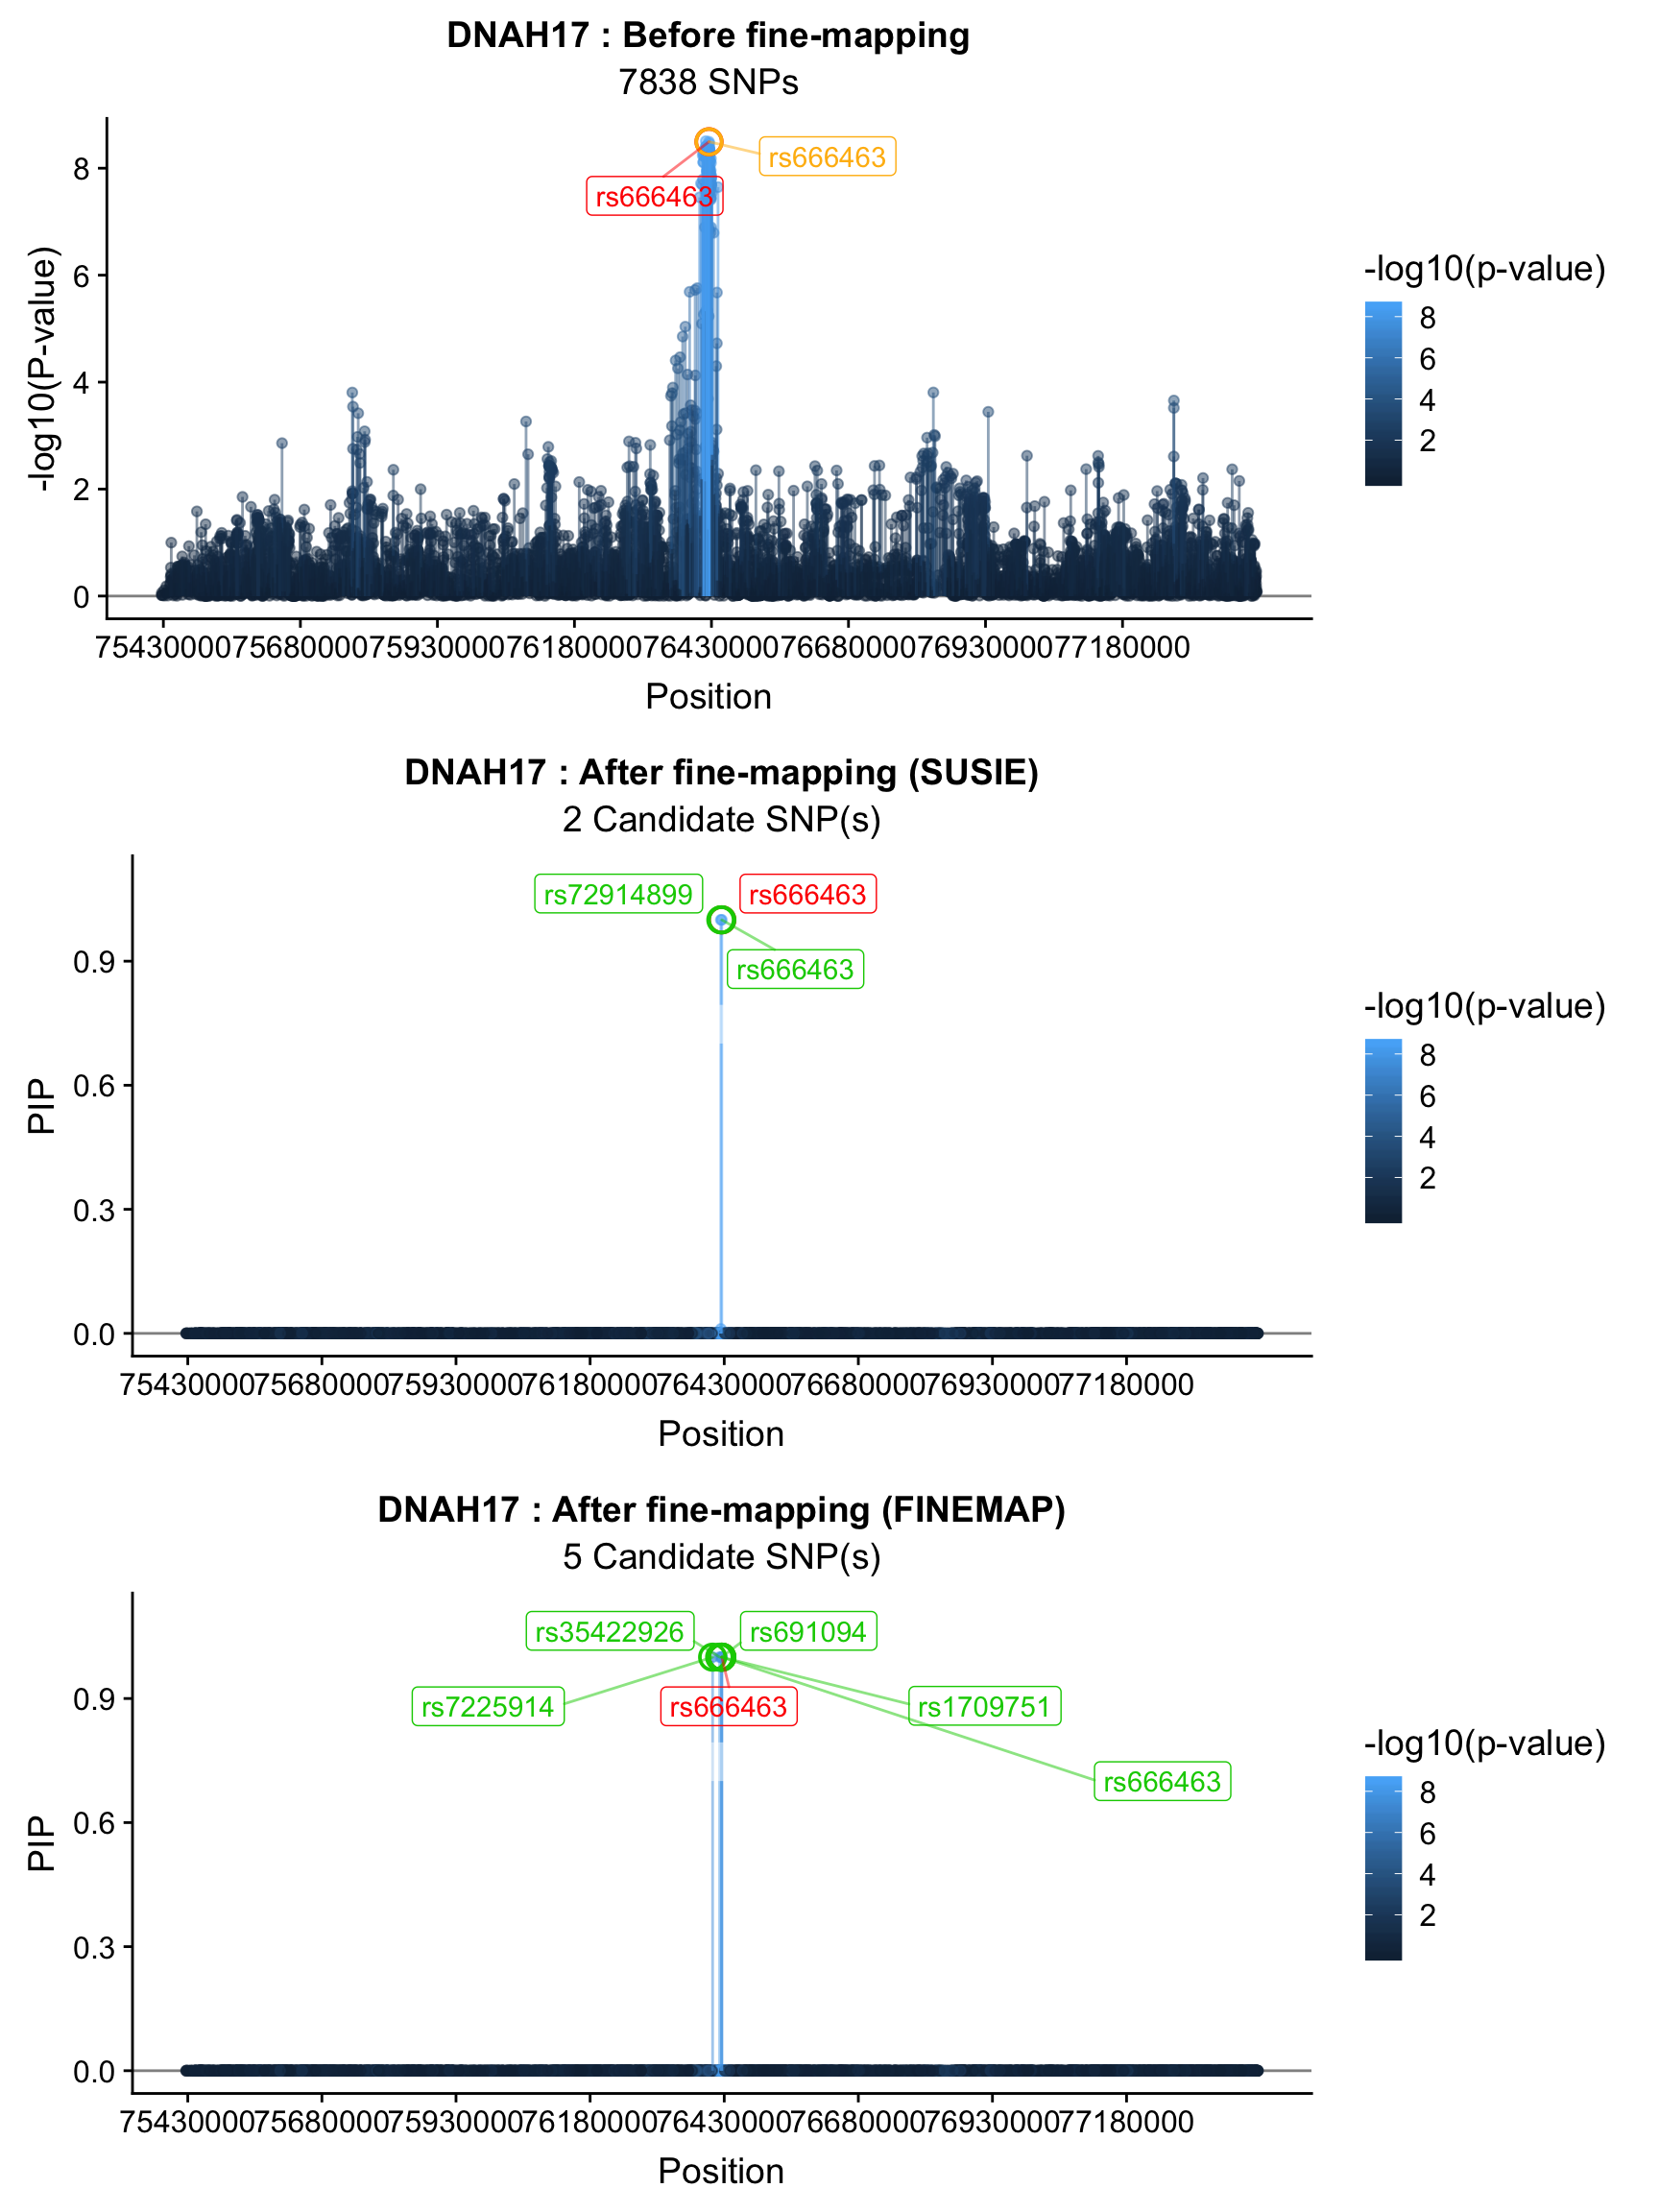 DNAH17 : Before fine-mapping
7838 SNPs
rs666463
rs666463
-log10(P-value)
8
6
4
2
0
75430000 75680000 75930000 76180000 76430000 76680000 76930000 77180000
Position
-log10(p-value)
8
6
4
2
DNAH17 : After fine-mapping (SUSIE)
2 Candidate SNP(s)
rs72914899 rs666463
rs666463
PIP
0.9
0.6
0.3
0.0
75430000 75680000 75930000 76180000 76430000 76680000 76930000 77180000
Position
-log10(p-value)
8
6
4
2
DNAH17 : After fine-mapping (FINEMAP)
5 Candidate SNP(s)
rs35422926 rs691094
rs7225914 rs666463 rs1709751
rs666463
PIP
0.9
0.6
0.3
0.0
75430000 75680000 75930000 76180000 76430000 76680000 76930000 77180000
Position
-log10(p-value)
8
6
4
2